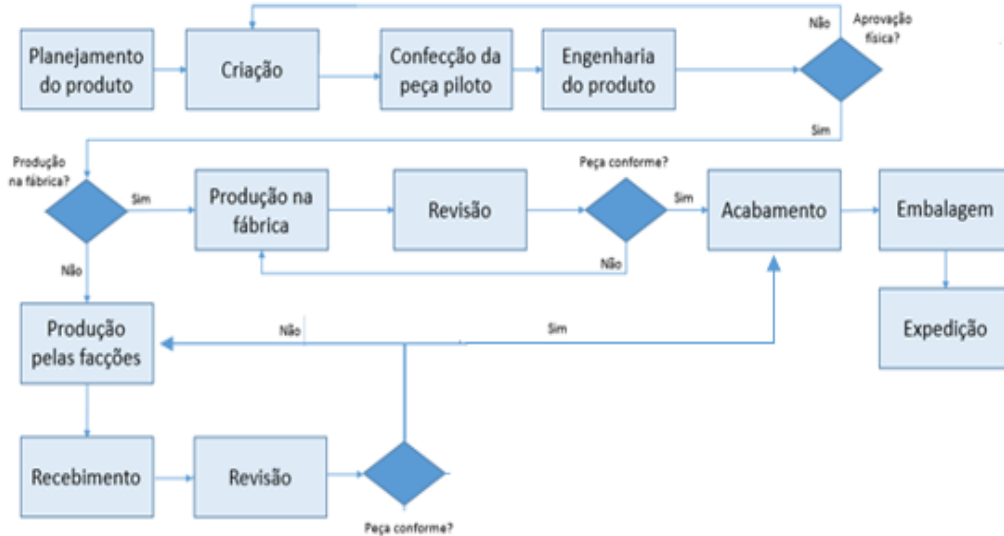 Não
Aprovação
física?
Planejamento
do produto
Criação
Confecção da
peça piloto
Engenharia
do produto
Sim
Produção
na fábrica?
Peça conforme?
Sim
Produção na
fábrica
Revisão
Sim
Acabamento
Embalagem
Não
Não
Produção
pelas facções
Não
Sim
Expedição
Recebimento
Revisão
Peça conforme?